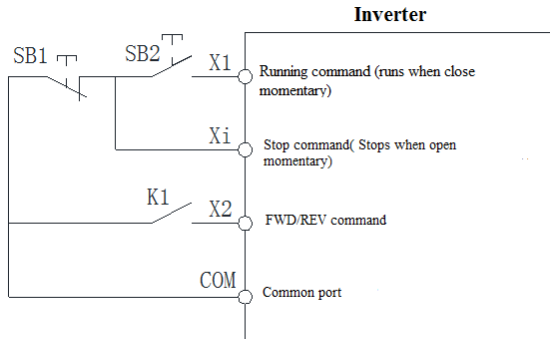 Inverter
SB1
SB2
X1
Running command (runs when close
momentary)
Xi
Stop command( Stops when open
momentary)
K1
X2
FWD/REV command
COM
Common port